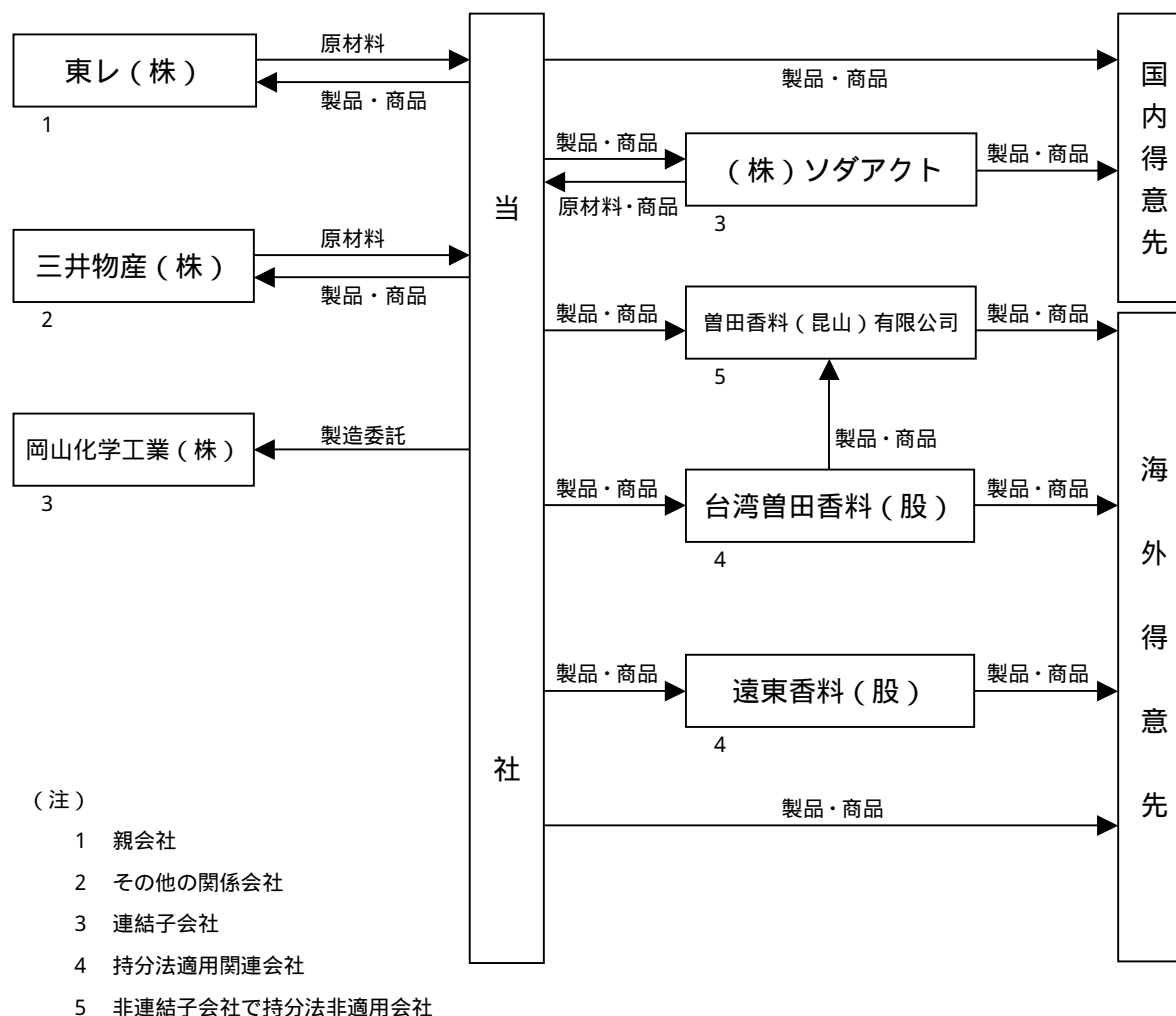 東レ（株）
1
原材料
製品・商品
三井物産（株）
2
原材料
製品・商品
岡山化学工業（株）
3
製造委託
当社
製品・商品
製品・商品
原材料・商品
（株）ソダアクト
3
製品・商品
製品・商品
曽田香料（昆山）有限公司
5
製品・商品
製品・商品
製品・商品
台湾曽田香料（股）
4
製品・商品
製品・商品
遠東香料（股）
4
製品・商品
製品・商品
国内得意先
海外得意先
（注）
1 親会社
2 その他の関係会社
3 連結子会社
4 持分法適用関連会社
5 非連結子会社で持分法非適用会社